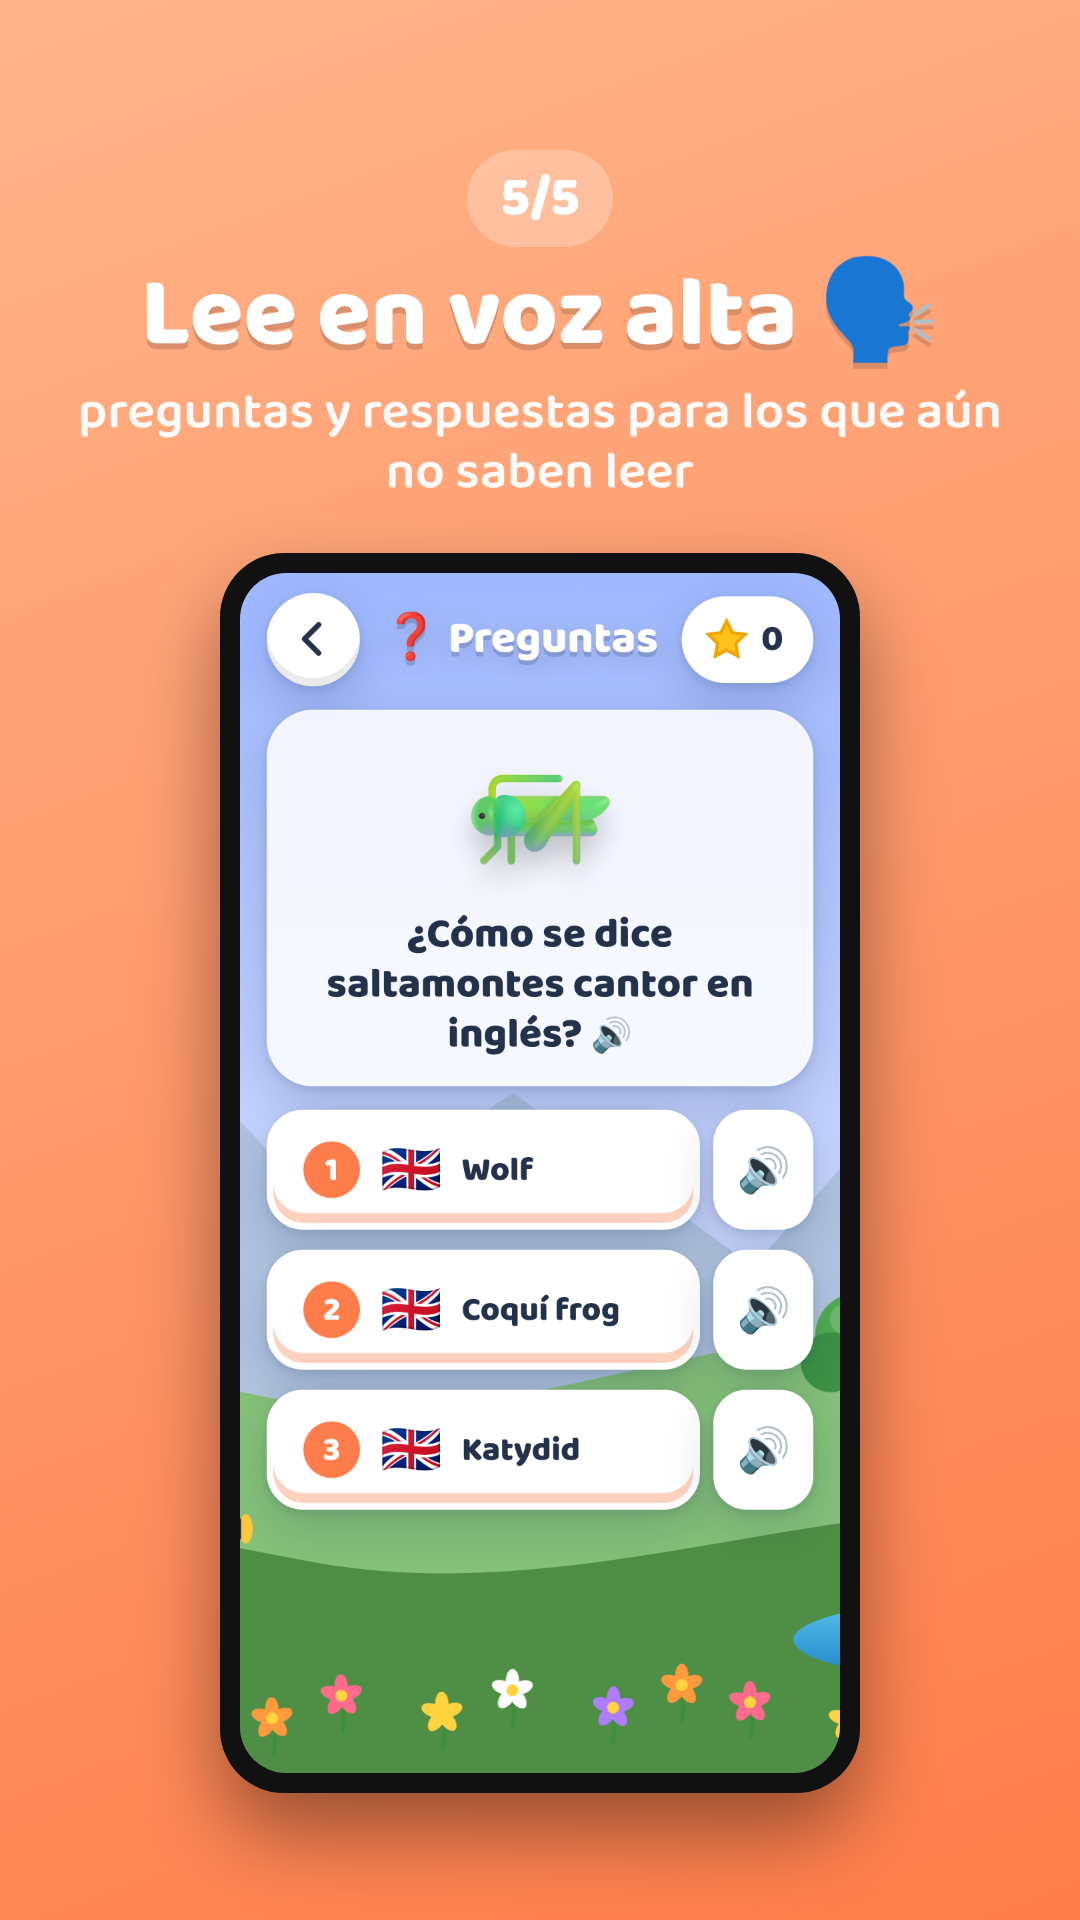 5/5
Lee en voz alta
preguntas y respuestas para los que aún
no saben leer
Preguntas
0
¿Cómo se dice
saltamontes cantor en
inglés?
1 Wolf
2 Coquí frog
3 Katydid